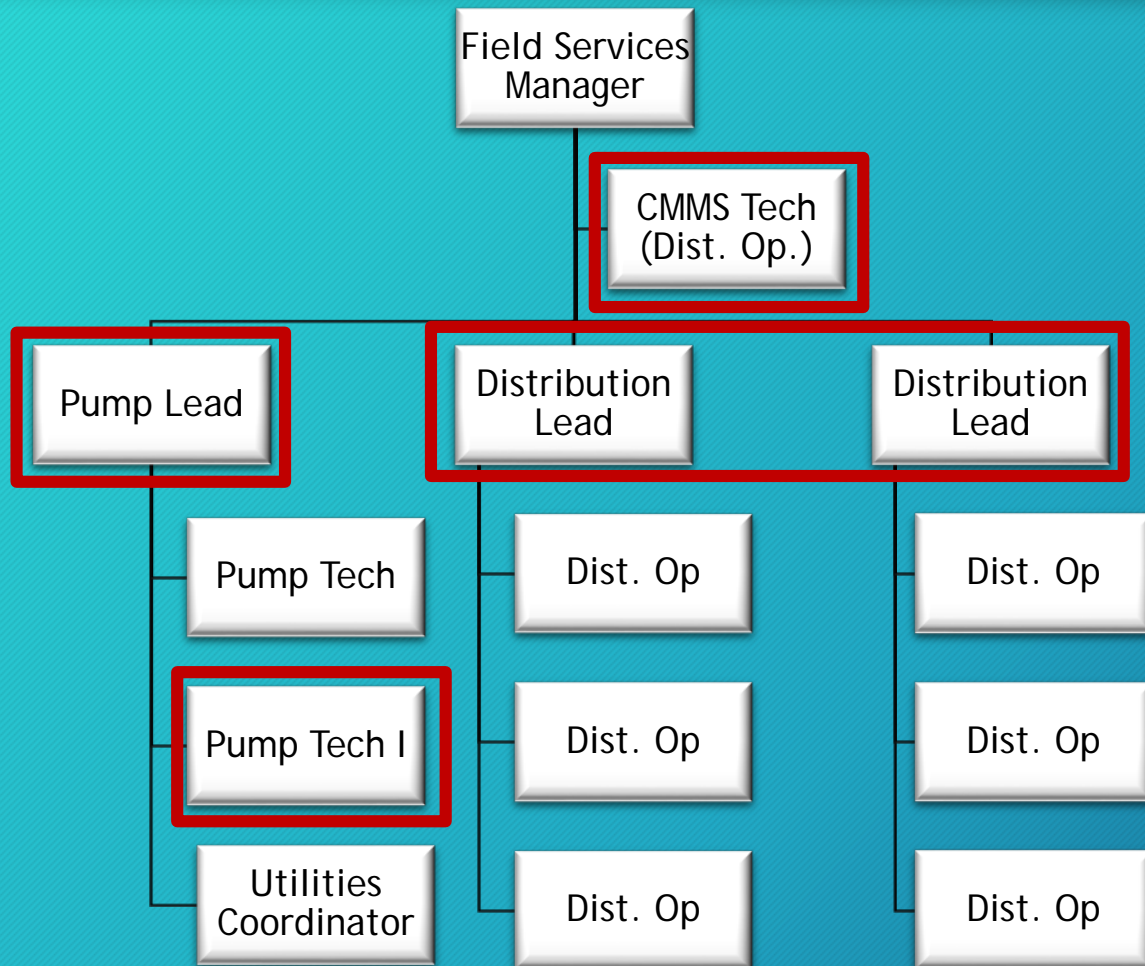 Field Services
Manager
CMMS Tech
(Dist. Op.)
Pump Lead
Distribution
Lead
Distribution
Lead
Pump Tech
Dist. Op
Dist. Op
Pump Tech I
Dist. Op
Dist. Op
Utilities
Coordinator
Dist. Op
Dist. Op